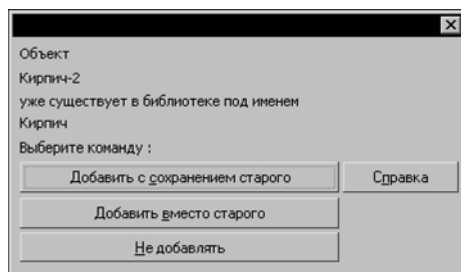 Объект
Кирпич-2
уже существует в библиотеке под именем
Кирпич
Выберите команду :
Добавить с сохранением старого
Справка
Добавить вместо старого
Не добавлять